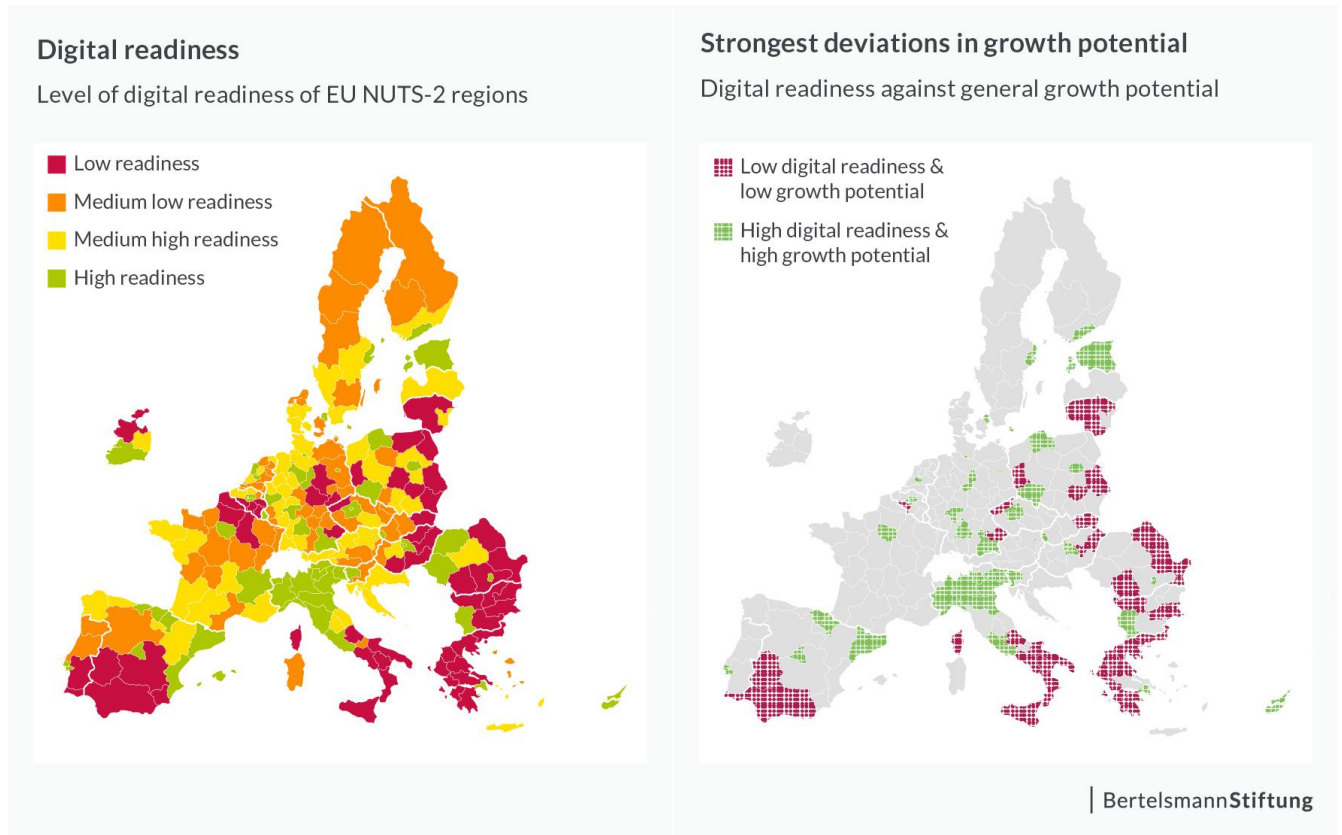 Digital readiness
Level of digital readiness of EU NUTS-2 regions
Low readiness
Medium low readiness
Medium high readiness
High readiness
Strongest deviations in growth potential
Digital readiness against general growth potential
Low digital readiness &
low growth potential
High digital readiness &
high growth potential
BertelsmannStiftung